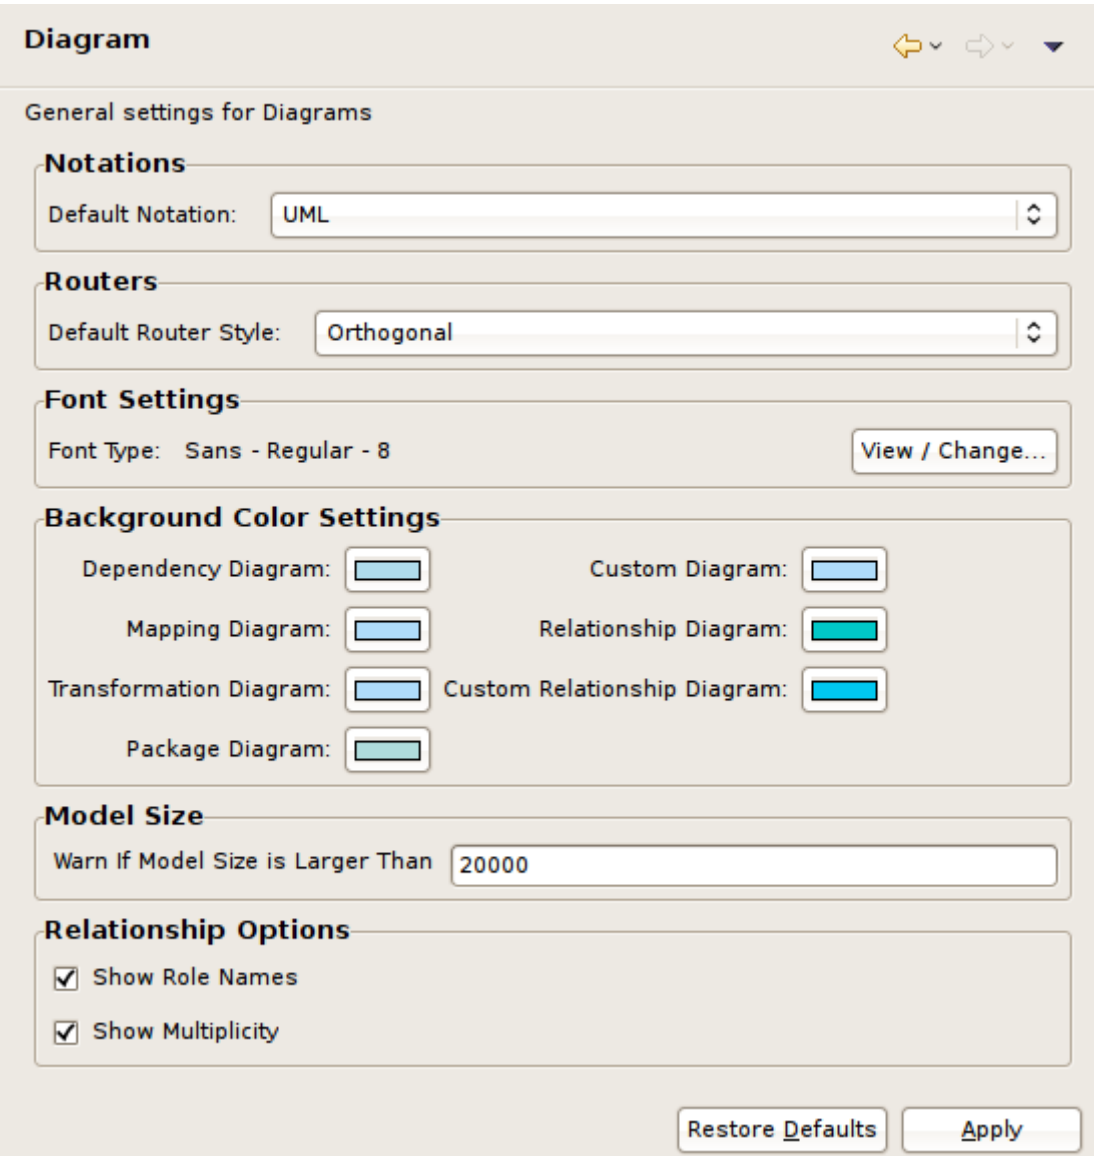 Diagram
General settings for Diagrams
Notations
Default Notation: UML
Routers
Default Router Style: Orthogonal
Font Settings
Font Type: Sans - Regular - 8 View / Change...
Background Color Settings
Dependency Diagram: Custom Diagram:
Mapping Diagram: Relationship Diagram:
Transformation Diagram: Custom Relationship Diagram:
Package Diagram:
Model Size
Warn If Model Size is Larger Than 20000
Relationship Options
Show Role Names
Show Multiplicity
Restore Defaults Apply